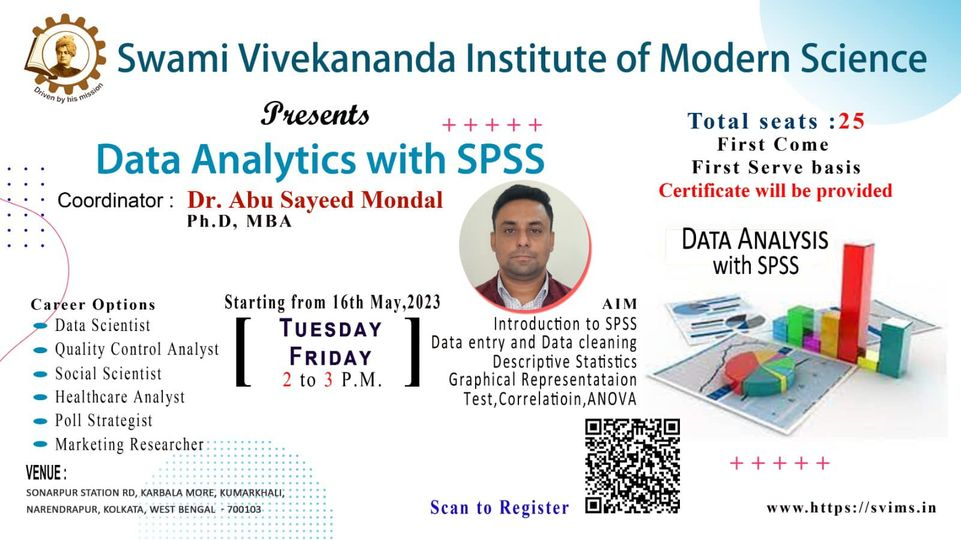 Driven by his mission
Swami Vivekananda Institute of Modern Science
Presents
Data Analytics with SPSS
Coordinator : Dr. Abu Sayeed Mondal
Ph.D, MBA
Total seats :25
First Come
First Serve basis
Certificate will be provided
DATA ANALYSIS
with SPSS
Career Options
Data Scientist
Quality Control Analyst
Social Scientist
Healthcare Analyst
Poll Strategist
Marketing Researcher
Starting from 16th May,2023
[ TUESDAY
FRIDAY
2 to 3 P.M. ]
AIM
Introduction to SPSS
Data entry and Data cleaning
Descriptive Statistics
Graphical Representataion
Test,Correlatioin,ANOVA
VENUE :
SONARPUR STATION RD, KARBALA MORE, KUMARKHALI,
NARENDRAPUR, KOLKATA, WEST BENGAL - 700103
Scan to Register
www.https://svims.in